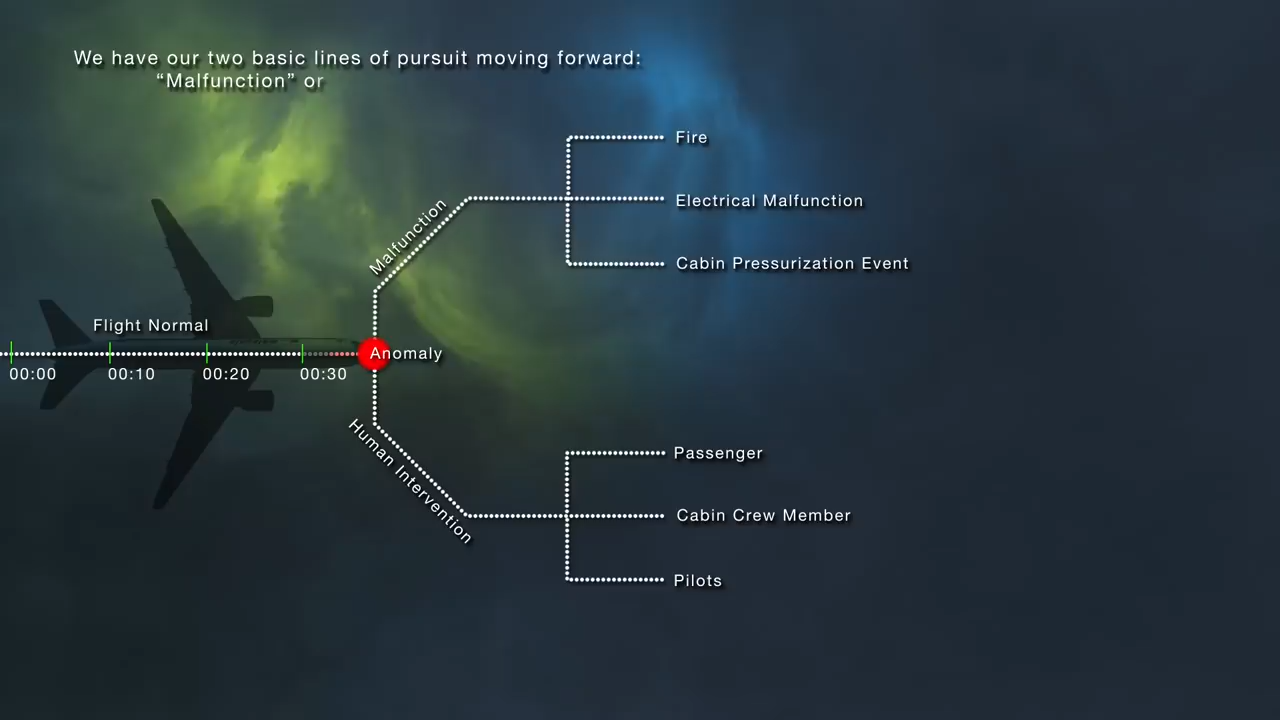 We have our two basic lines of pursuit moving forward:
“Malfunction” or
Fire
Electrical Malfunction
Cabin Pressurization Event
Malfunction
Flight Normal
Anomaly
00:00 00:10 00:20 00:30
Human Intervention
Passenger
Cabin Crew Member
Pilots